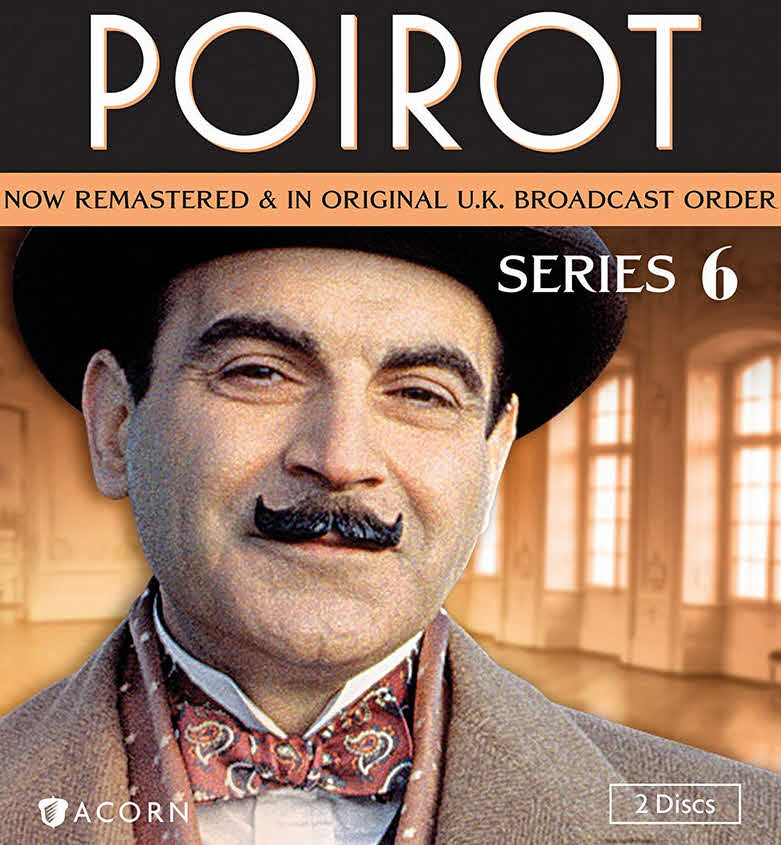 POIROT
NOW REMASTERED & IN ORIGINAL U.K. BROADCAST ORDER
SERIES 6
ACORN
2 Discs